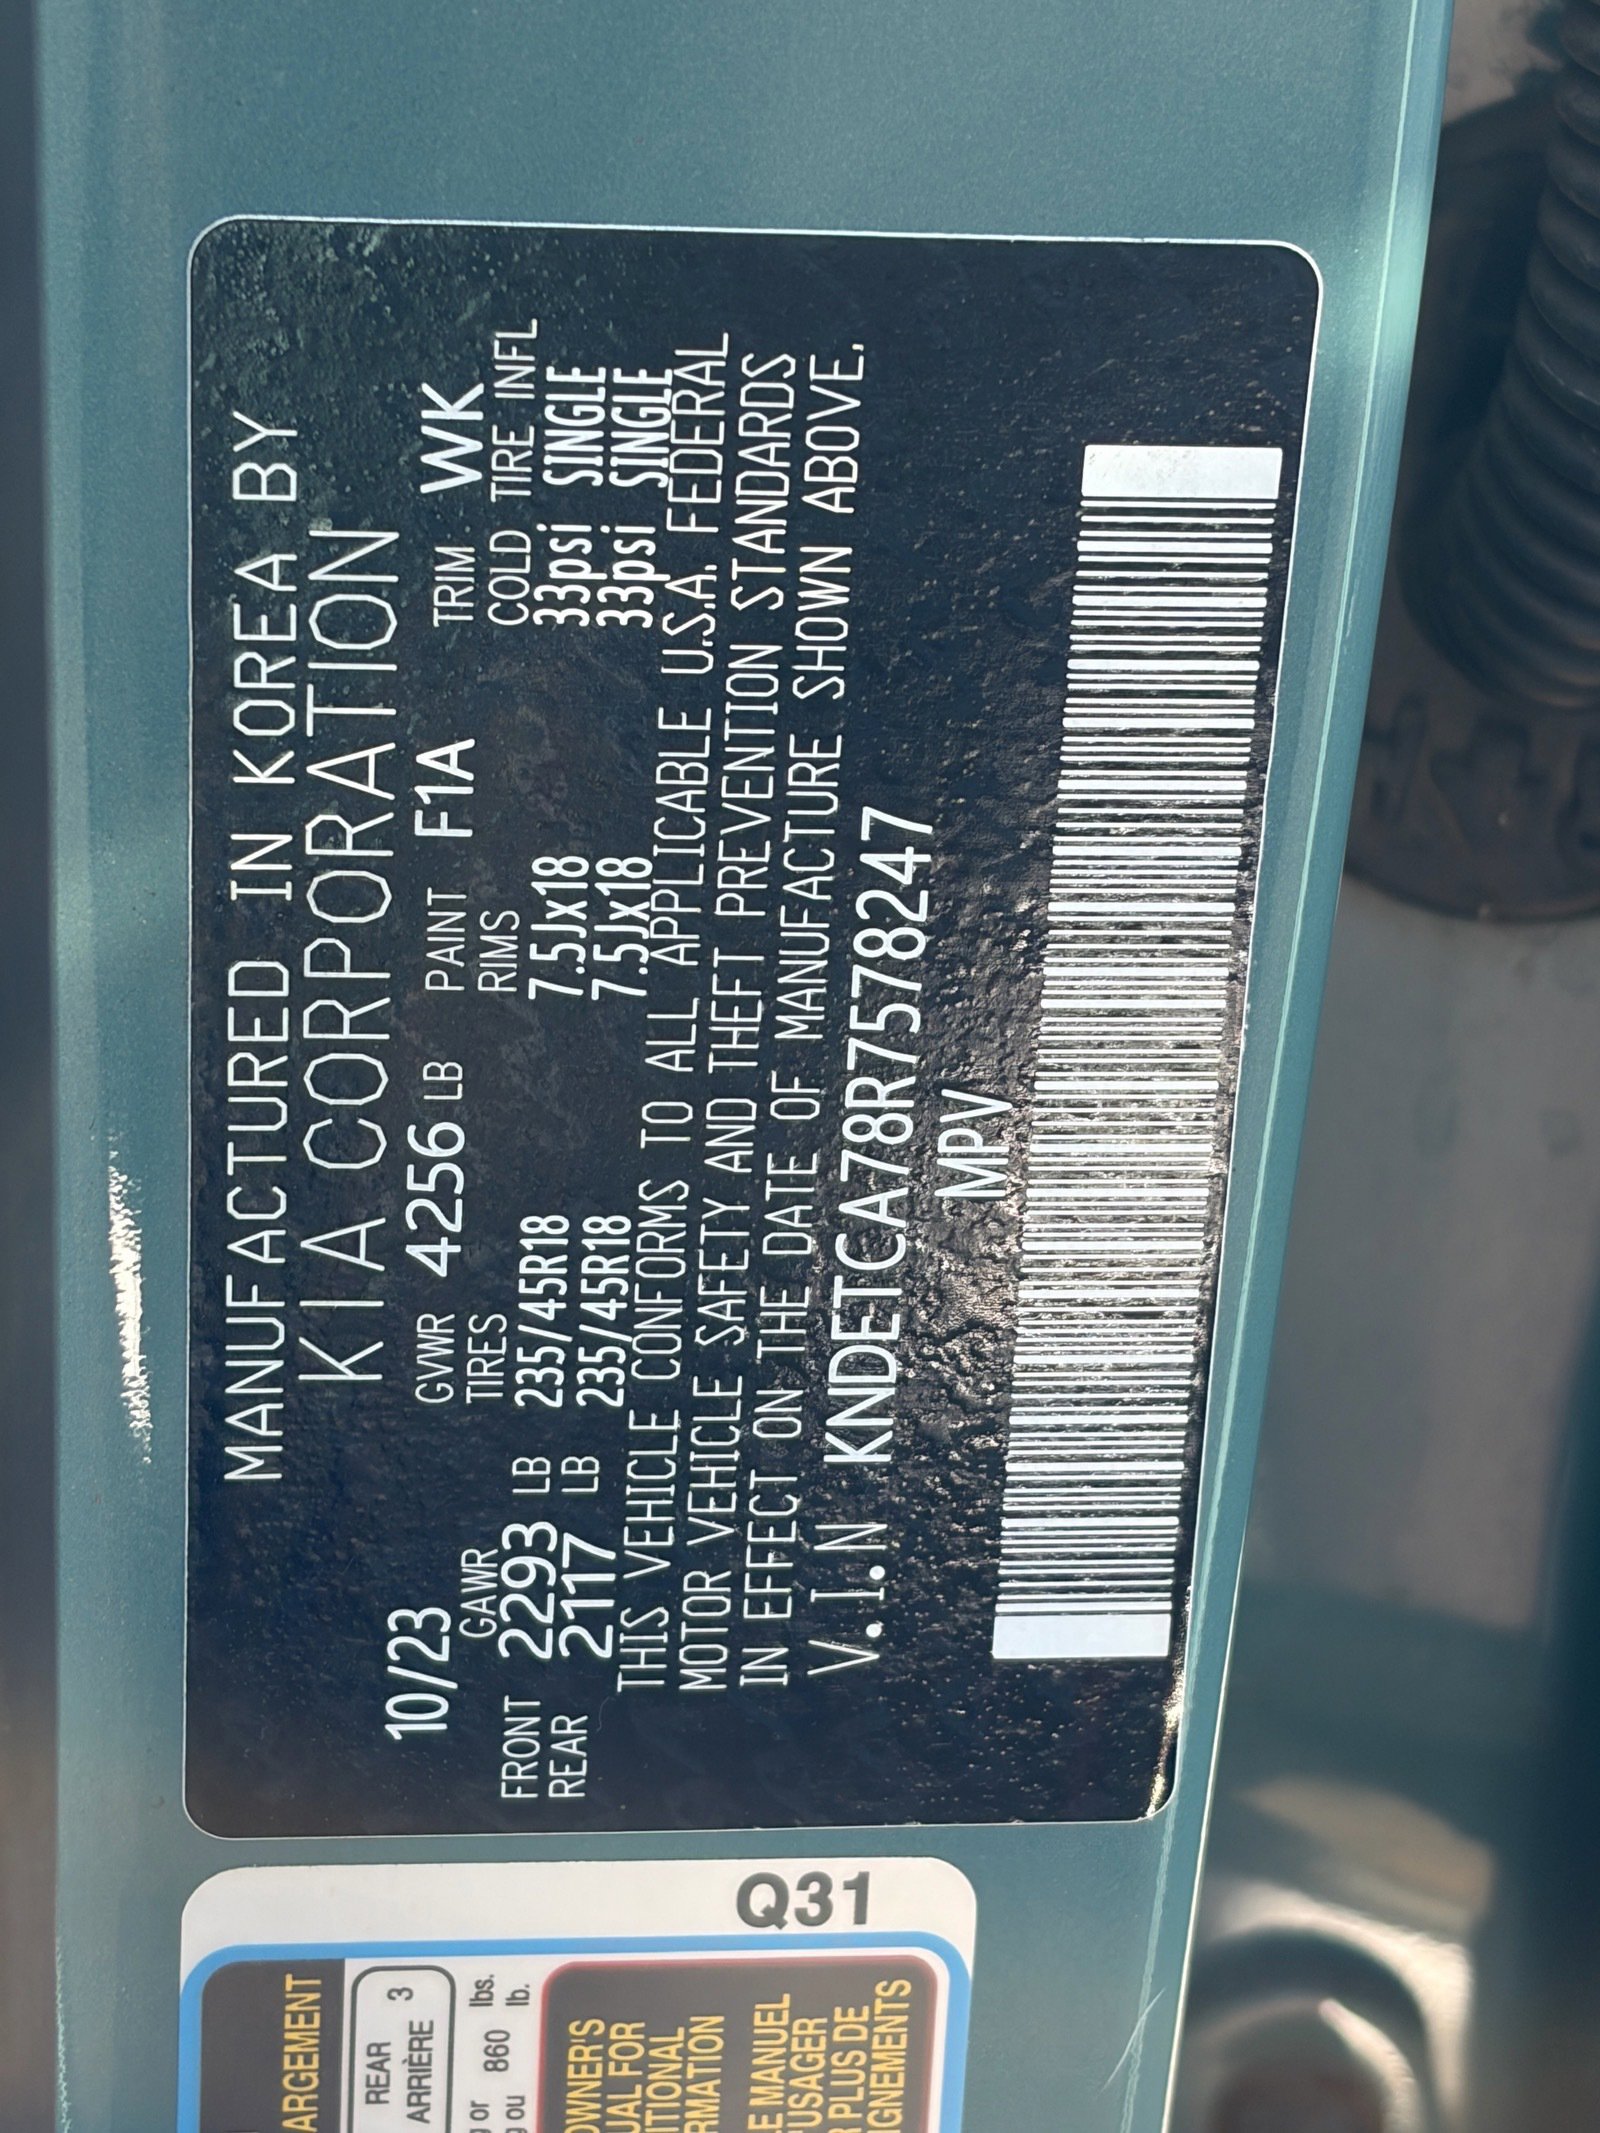 MANUFACTURED IN KOREA BY
KIA CORPORATION
10/23 GVWR 4256 LB PAINT F1A TRIM WK
GAWR TIRES RIMS COLD TIRE INFL
FRONT 2293 LB 235/45R18 7.5Jx18 33psi SINGLE
REAR 2117 LB 235/45R18 7.5Jx18 33psi SINGLE
THIS VEHICLE CONFORMS TO ALL APPLICABLE U.S.A. FEDERAL
MOTOR VEHICLE SAFETY AND THEFT PREVENTION STANDARDS
IN EFFECT ON THE DATE OF MANUFACTURE SHOWN ABOVE.
V.I.N KNDETCA78R7578247
MPV
Q31
ARGEMENT
REAR 3
ARRIÈRE
or 860 lbs.
ou lb.
OWNER'S
UAL FOR
ITIONAL
RMATION
LE MANUEL
'USAGER
R PLUS DE
IGNEMENTS